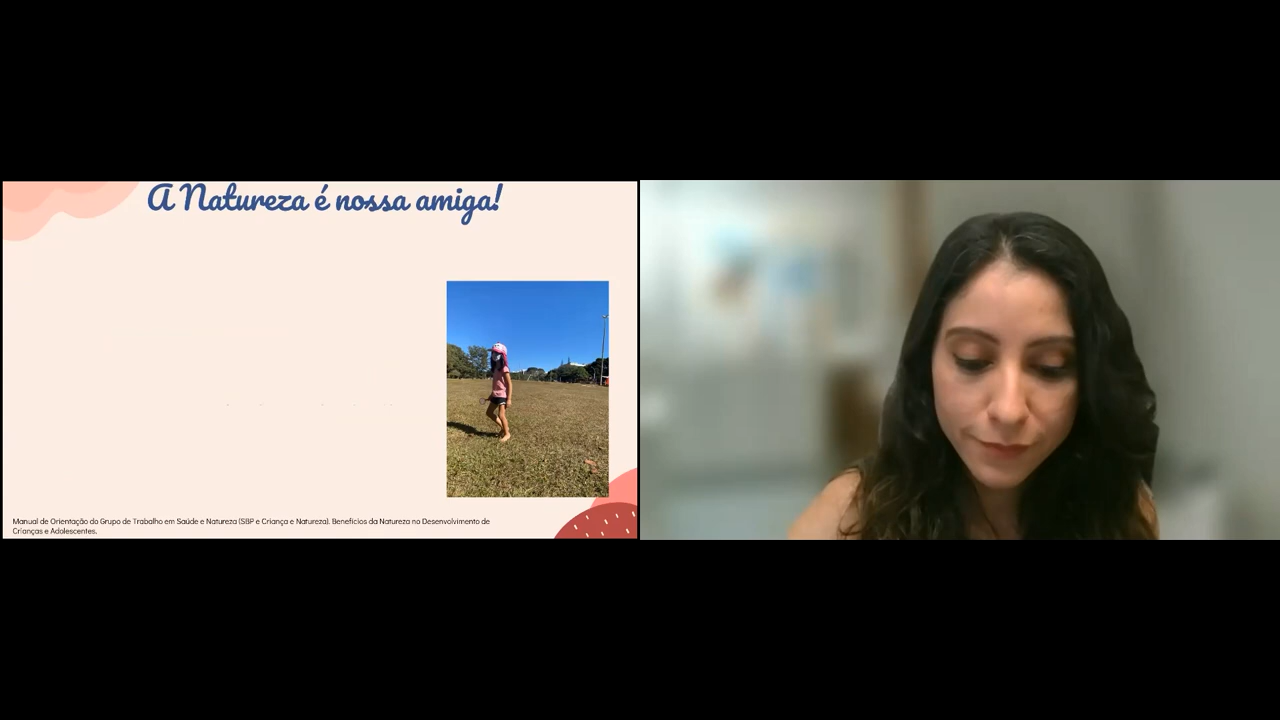 A Natureza é nossa amiga!
Manual de Orientação do Grupo de Trabalho em Saúde e Natureza (SBP e Criança e Natureza). Benefícios da Natureza no Desenvolvimento de
Crianças e Adolescentes.